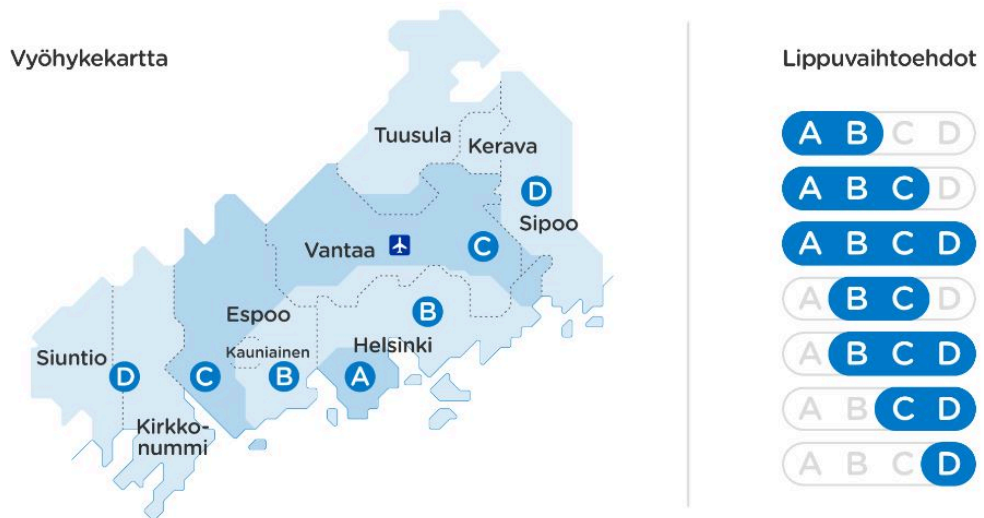 Vyöhykekartta
Tuusula
Kerava
D
Sipoo
Vantaa
C
B
Espoo
Helsinki
Kauniainen
Siuntio
D
C
B
A
Kirkko-
nummi
Lippuvaihtoehdot
A B C D
A B C D
A B C D
A B C D
A B C D
A B C D
A B C D